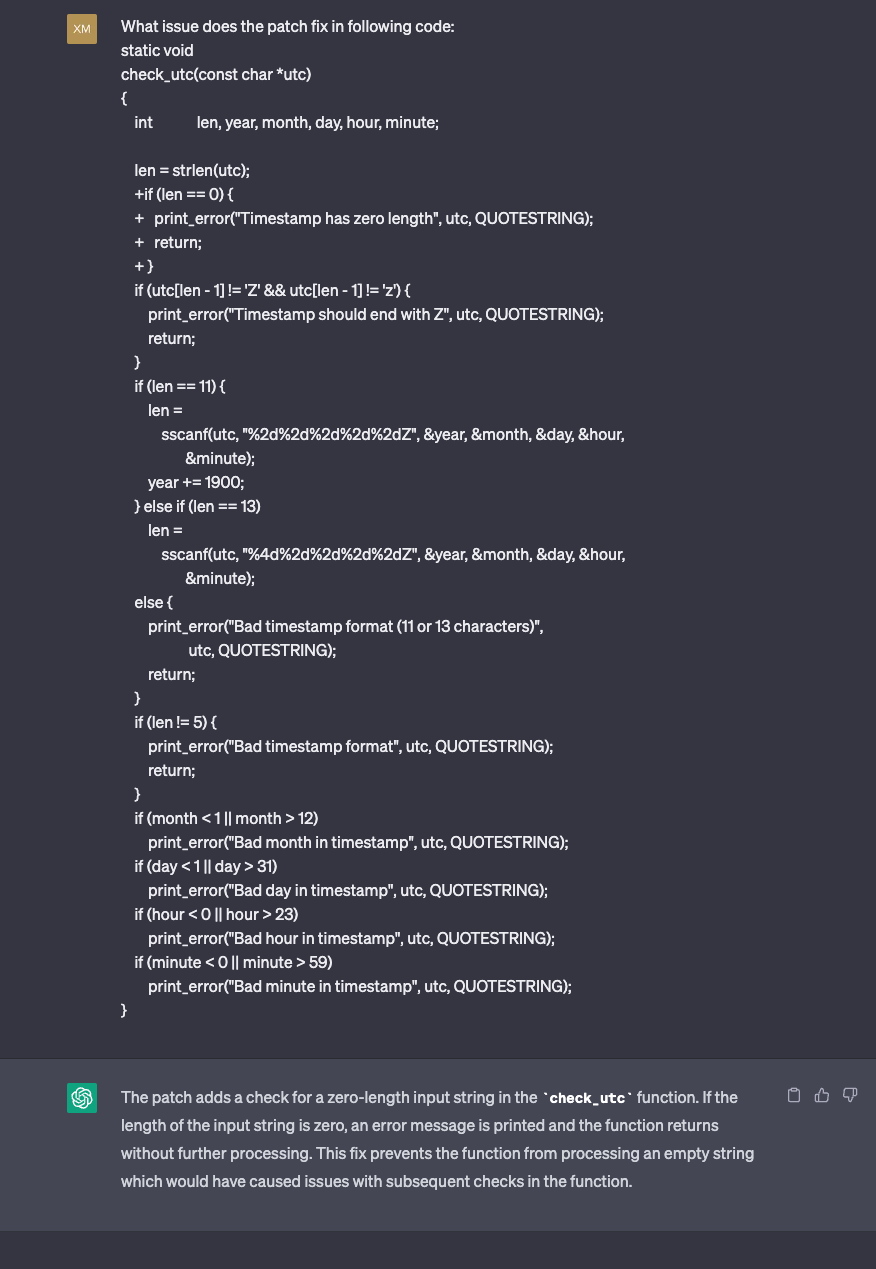 XM
What issue does the patch fix in following code:
static void
check_utc(const char *utc)
{
int len, year, month, day, hour, minute;
len = strlen(utc);
+if (len == 0) {
+ print_error("Timestamp has zero length", utc, QUOTESTRING);
+ return;
+ }
if (utc[len - 1] != 'Z' && utc[len - 1] != 'z') {
print_error("Timestamp should end with Z", utc, QUOTESTRING);
return;
}
if (len == 11) {
len =
sscanf(utc, "%2d%2d%2d%2d%2dZ", &year, &month, &day, &hour,
&minute);
year += 1900;
} else if (len == 13)
len =
sscanf(utc, "%4d%2d%2d%2d%2dZ", &year, &month, &day, &hour,
&minute);
else {
print_error("Bad timestamp format (11 or 13 characters)",
utc, QUOTESTRING);
return;
}
if (len != 5) {
print_error("Bad timestamp format", utc, QUOTESTRING);
return;
}
if (month < 1 || month > 12)
print_error("Bad month in timestamp", utc, QUOTESTRING);
if (day < 1 || day > 31)
print_error("Bad day in timestamp", utc, QUOTESTRING);
if (hour < 0 || hour > 23)
print_error("Bad hour in timestamp", utc, QUOTESTRING);
if (minute < 0 || minute > 59)
print_error("Bad minute in timestamp", utc, QUOTESTRING);
}
The patch adds a check for a zero-length input string in the `check_utc` function. If the
length of the input string is zero, an error message is printed and the function returns
without further processing. This fix prevents the function from processing an empty string
which would have caused issues with subsequent checks in the function.